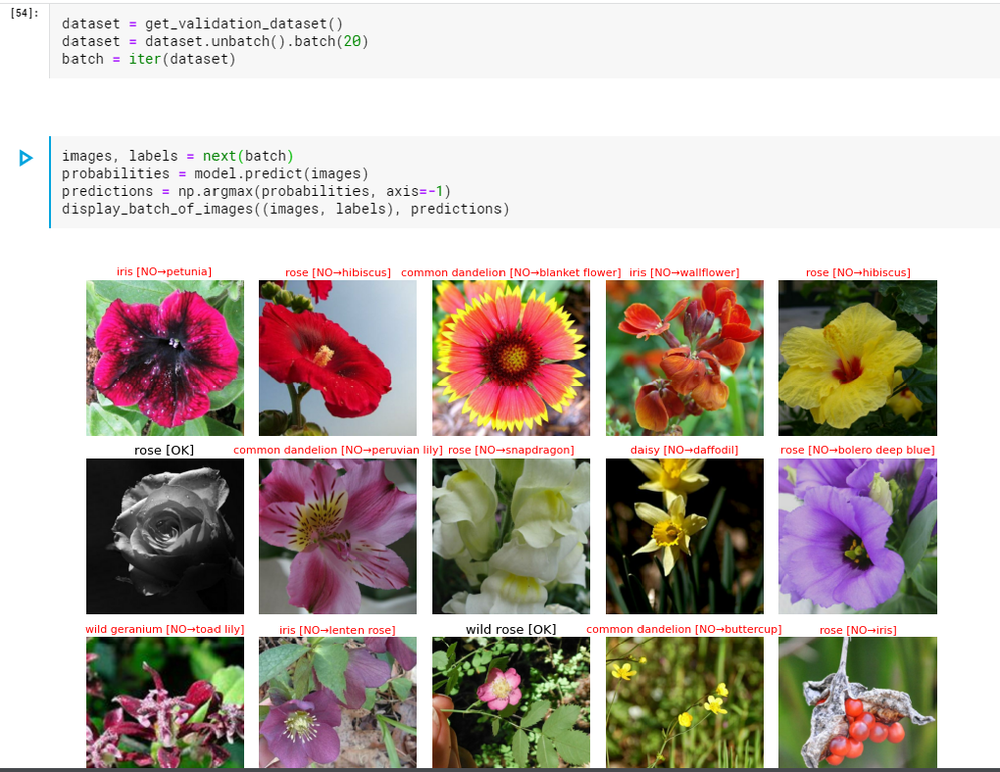 [54]:
dataset = get_validation_dataset()
dataset = dataset.unbatch().batch(20)
batch = iter(dataset)
images, labels = next(batch)
probabilities = model.predict(images)
predictions = np.argmax(probabilities, axis=-1)
display_batch_of_images((images, labels), predictions)
iris [NO→petunia]
rose [NO→hibiscus]
common dandelion [NO→blanket flower]
iris [NO→wallflower]
rose [NO→hibiscus]
rose [OK]
common dandelion [NO→peruvian lily]
rose [NO→snapdragon]
daisy [NO→daffodil]
rose [NO→bolero deep blue]
wild geranium [NO→toad lily]
iris [NO→lenten rose]
wild rose [OK]
common dandelion [NO→buttercup]
rose [NO→iris]